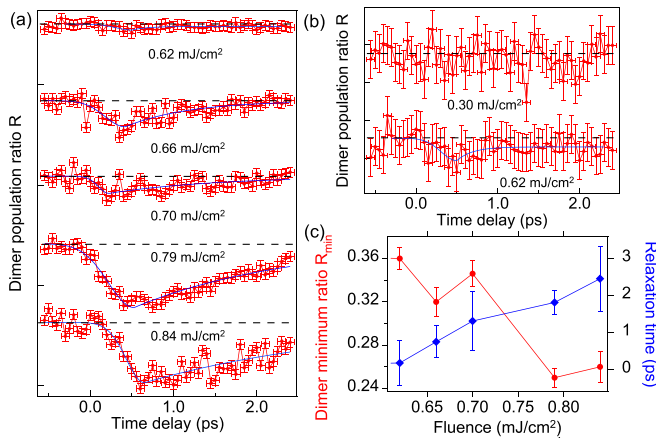 (a)
Dimer population ratio R
0.62 mJ/cm²
0.66 mJ/cm²
0.70 mJ/cm²
0.79 mJ/cm²
0.84 mJ/cm²
0.0 1.0 2.0
Time delay (ps)
(b)
Dimer population ratio R
0.30 mJ/cm²
0.62 mJ/cm²
0.0 1.0 2.0
Time delay (ps)
(c)
Dimer minimum ratio Rmin
0.36
0.32
0.28
0.24
3
2
1
0
Relaxation time (ps)
0.65 0.70 0.80
Fluence (mJ/cm²)